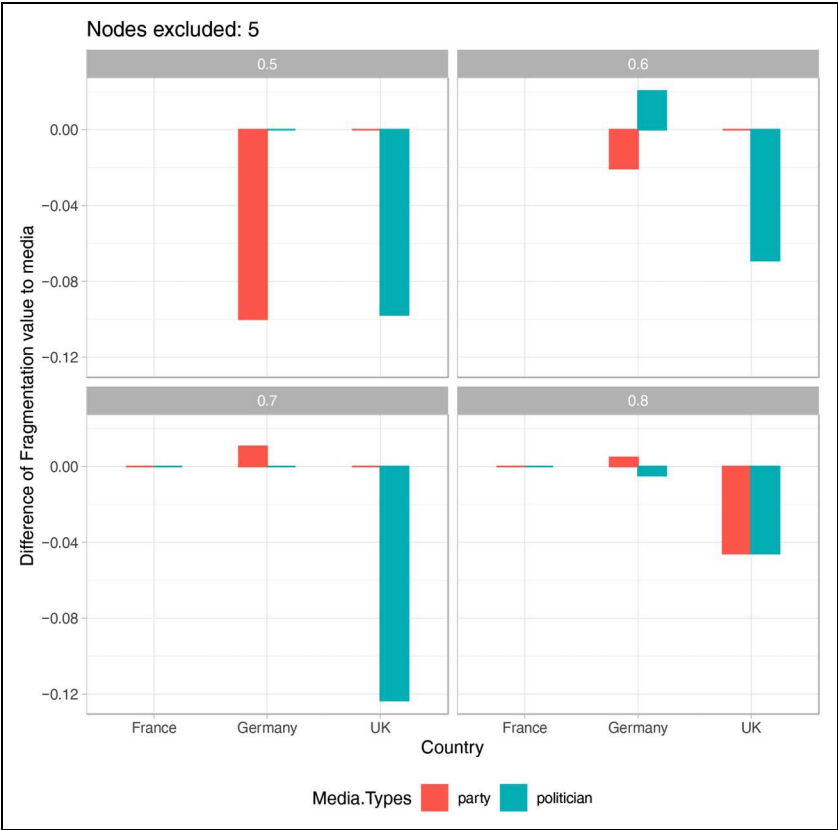 Nodes excluded: 5
0.5
0.6
0.00
−0.04
−0.08
−0.12
0.7
0.8
0.00
−0.04
−0.08
−0.12
Difference of Fragmentation value to media
France Germany UK France Germany UK
Country
Media.Types party politician